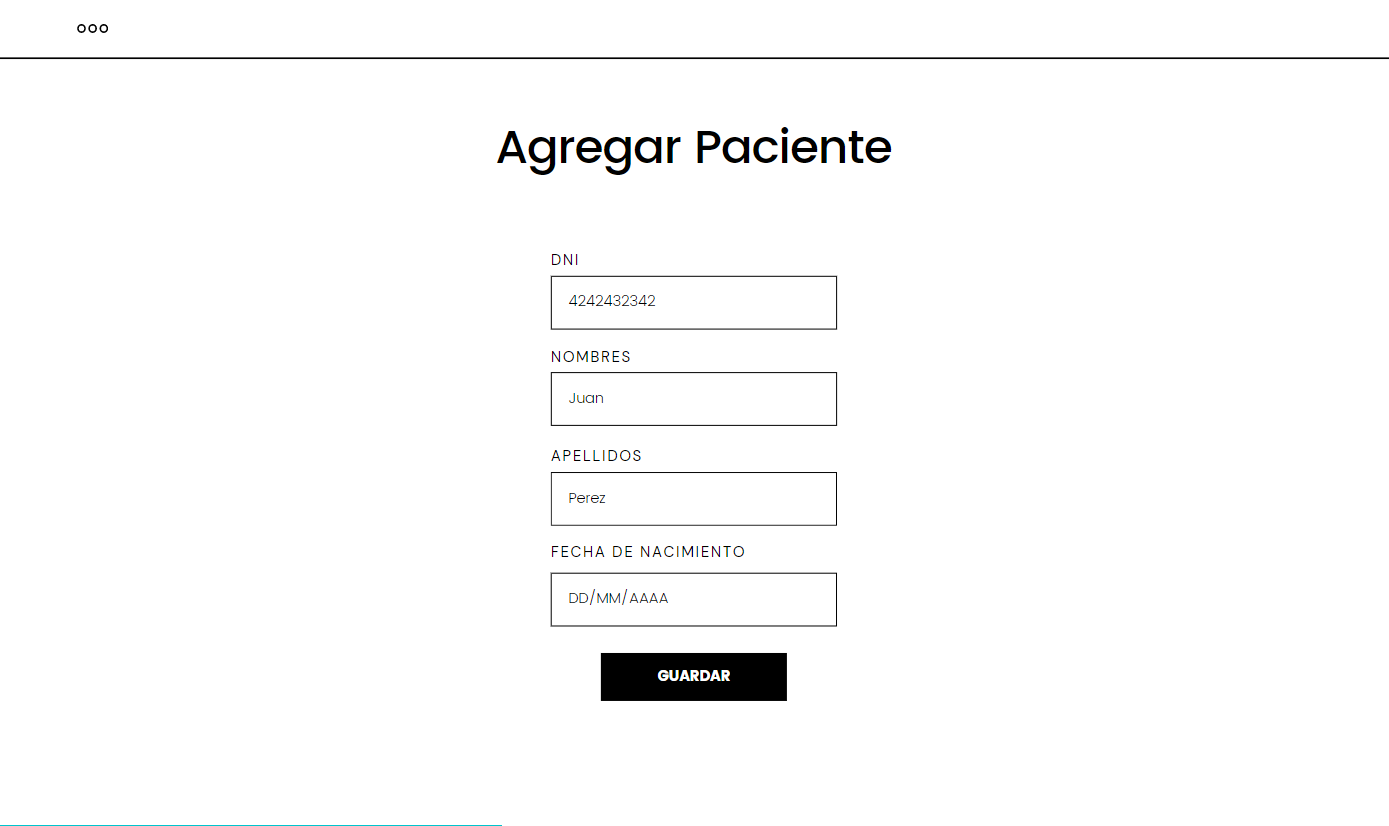 Agregar Paciente
DNI
4242432342
NOMBRES
Juan
APELLIDOS
Perez
FECHA DE NACIMIENTO
DD/MM/AAAA
GUARDAR